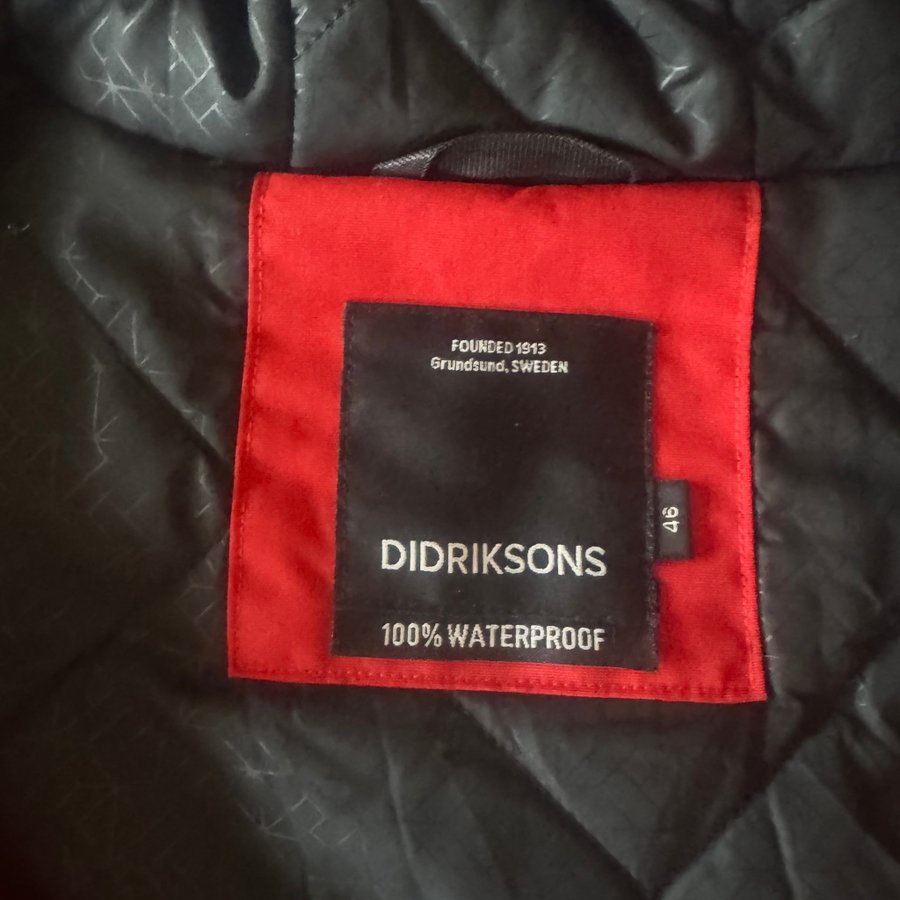 FOUNDED 1913
Grundsund, SWEDEN
DIDRIKSONS
46
100% WATERPROOF